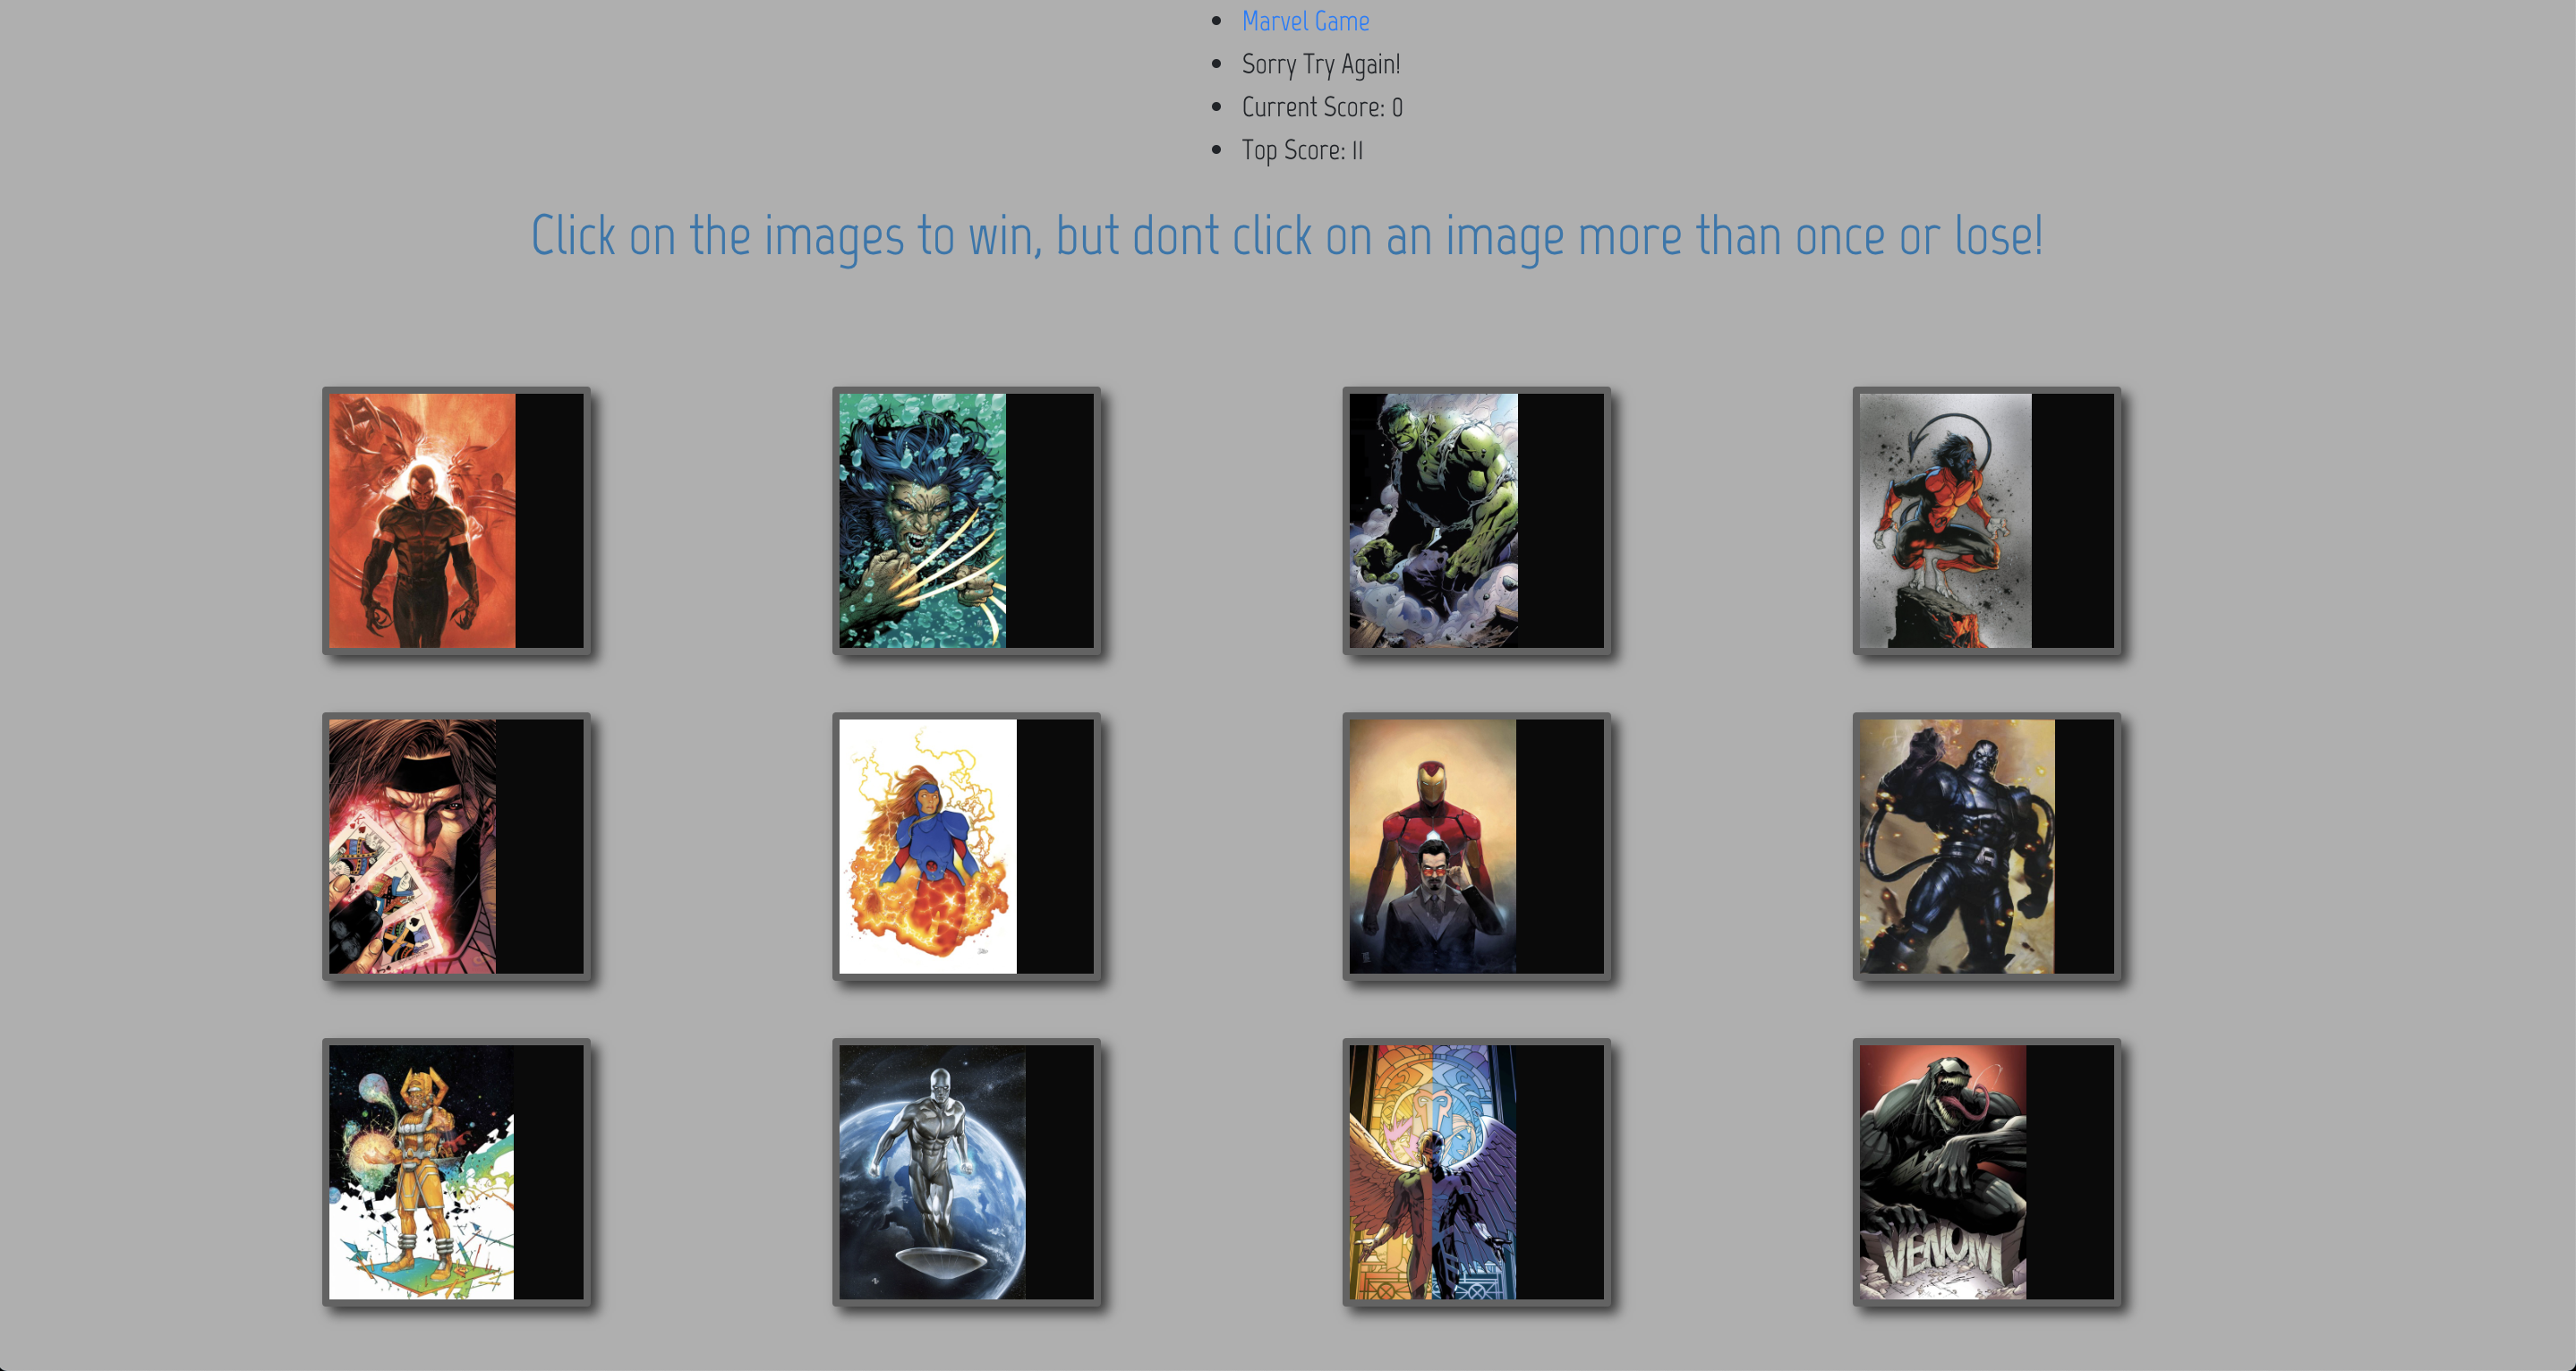 Marvel Game
Sorry Try Again!
Current Score: 0
Top Score: 11
Click on the images to win, but dont click on an image more than once or lose!
VENOM